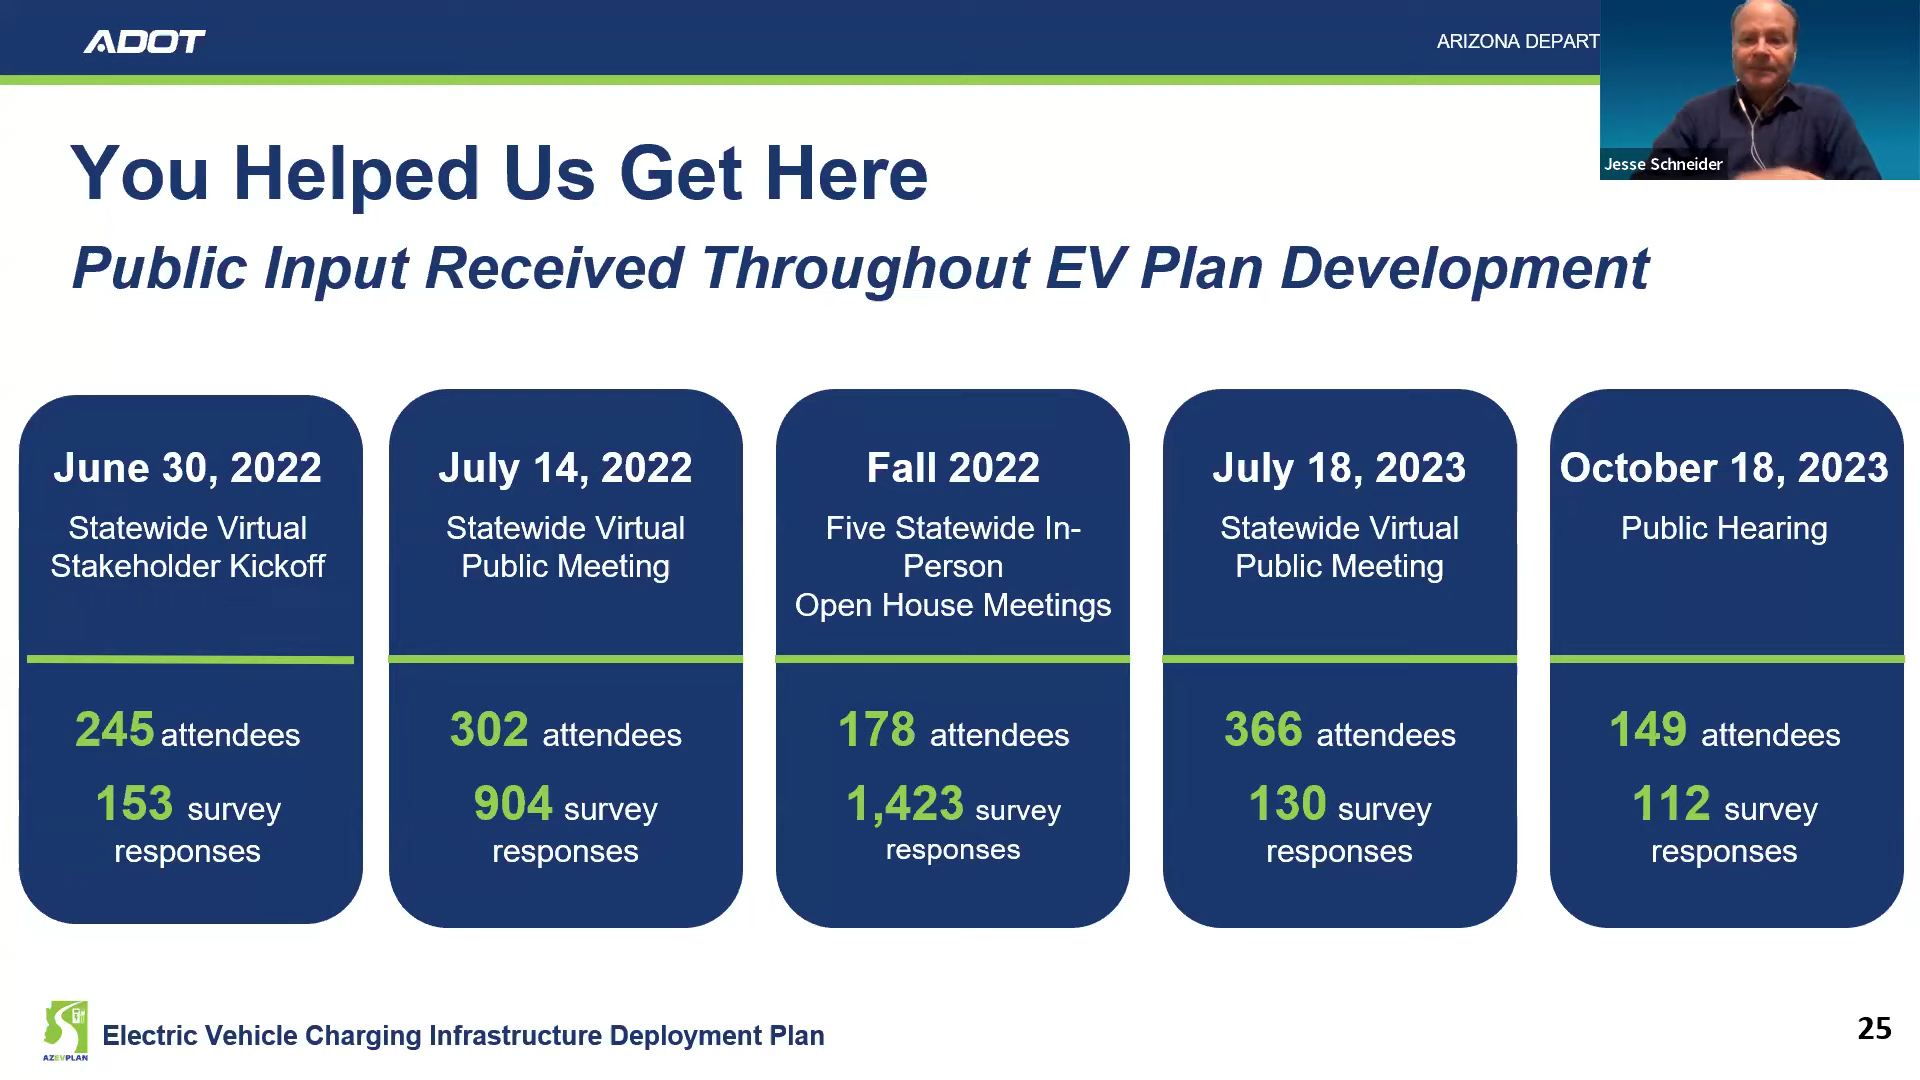 ADOT
ARIZONA DEPART
Jesse Schneider
You Helped Us Get Here
Public Input Received Throughout EV Plan Development
June 30, 2022
Statewide Virtual
Stakeholder Kickoff
245 attendees
153 survey
responses
July 14, 2022
Statewide Virtual
Public Meeting
302 attendees
904 survey
responses
Fall 2022
Five Statewide In-
Person
Open House Meetings
178 attendees
1,423 survey
responses
July 18, 2023
Statewide Virtual
Public Meeting
366 attendees
130 survey
responses
October 18, 2023
Public Hearing
149 attendees
112 survey
responses
AZEVPLAN
Electric Vehicle Charging Infrastructure Deployment Plan
25